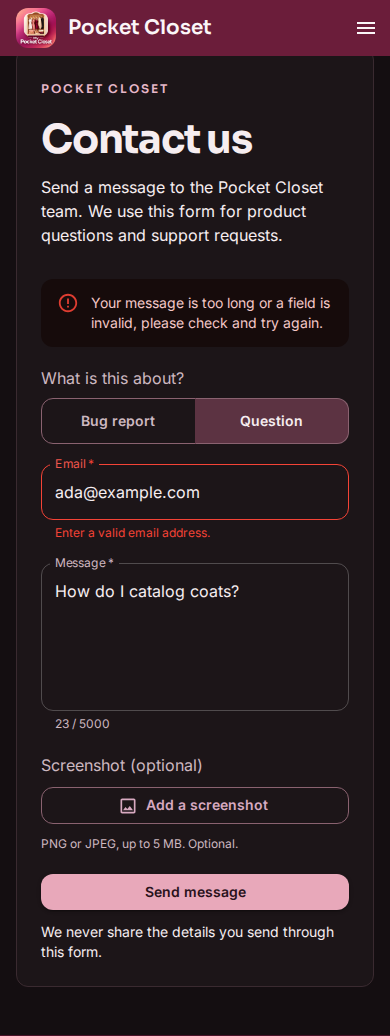 Pocket Closet
Pocket Closet
POCKET CLOSET
Contact us
Send a message to the Pocket Closet
team. We use this form for product
questions and support requests.
Your message is too long or a field is
invalid, please check and try again.
What is this about?
Bug report
Question
Email *
ada@example.com
Enter a valid email address.
Message *
How do I catalog coats?
23 / 5000
Screenshot (optional)
Add a screenshot
PNG or JPEG, up to 5 MB. Optional.
Send message
We never share the details you send through
this form.